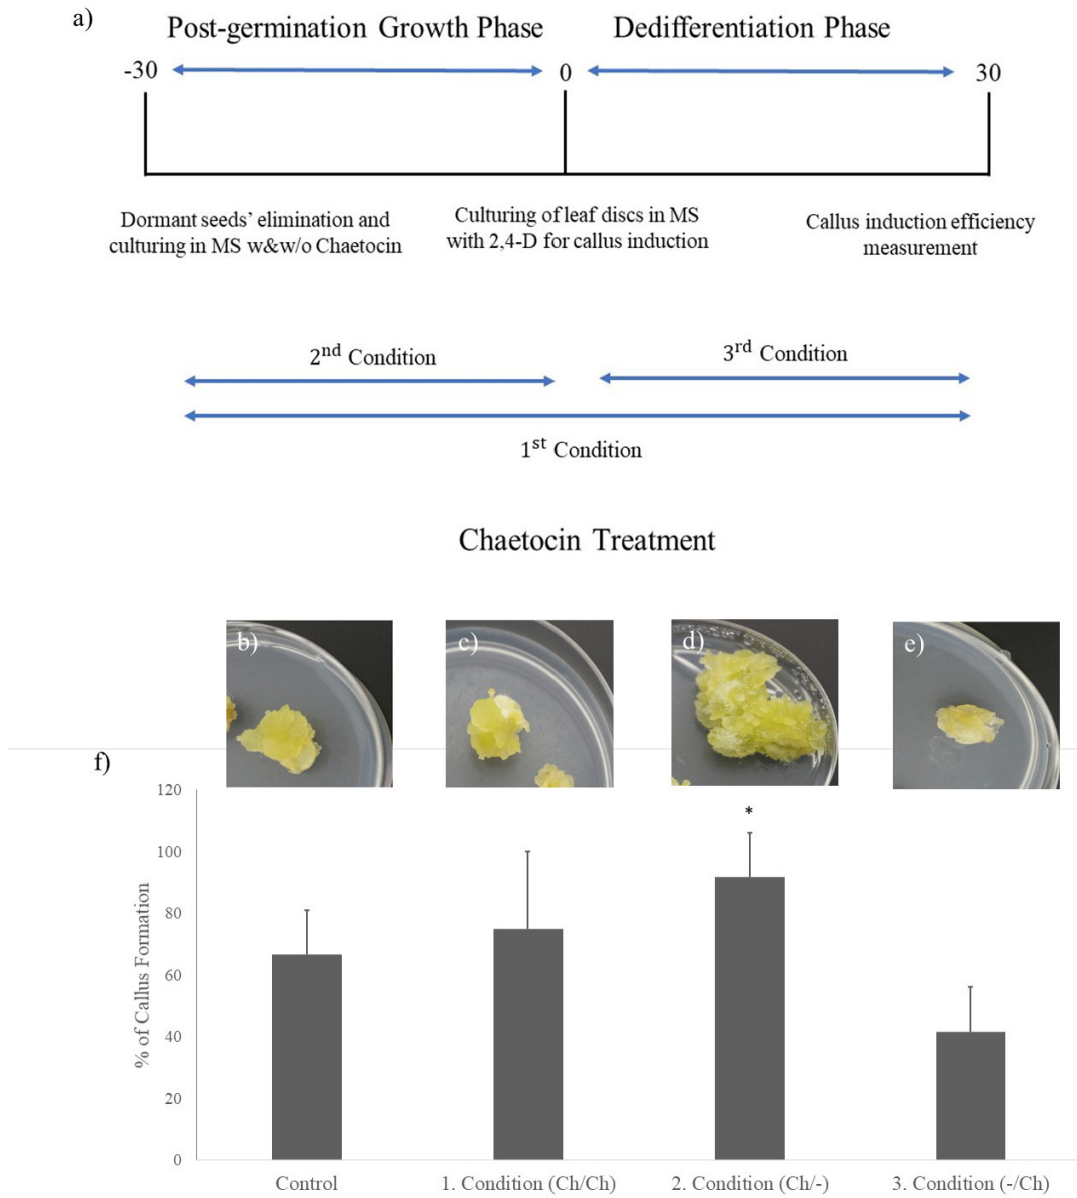 a)
Post-germination Growth Phase
Dedifferentiation Phase
-30
0
30
Dormant seeds' elimination and
culturing in MS w&w/o Chaetocin
Culturing of leaf discs in MS
with 2,4-D for callus induction
Callus induction efficiency
measurement
2nd Condition
3rd Condition
1st Condition
Chaetocin Treatment
b)
c)
d)
e)
f)
% of Callus Formation
120
100
80
60
40
20
0
*
Control
1. Condition (Ch/Ch)
2. Condition (Ch/-)
3. Condition (-/Ch)